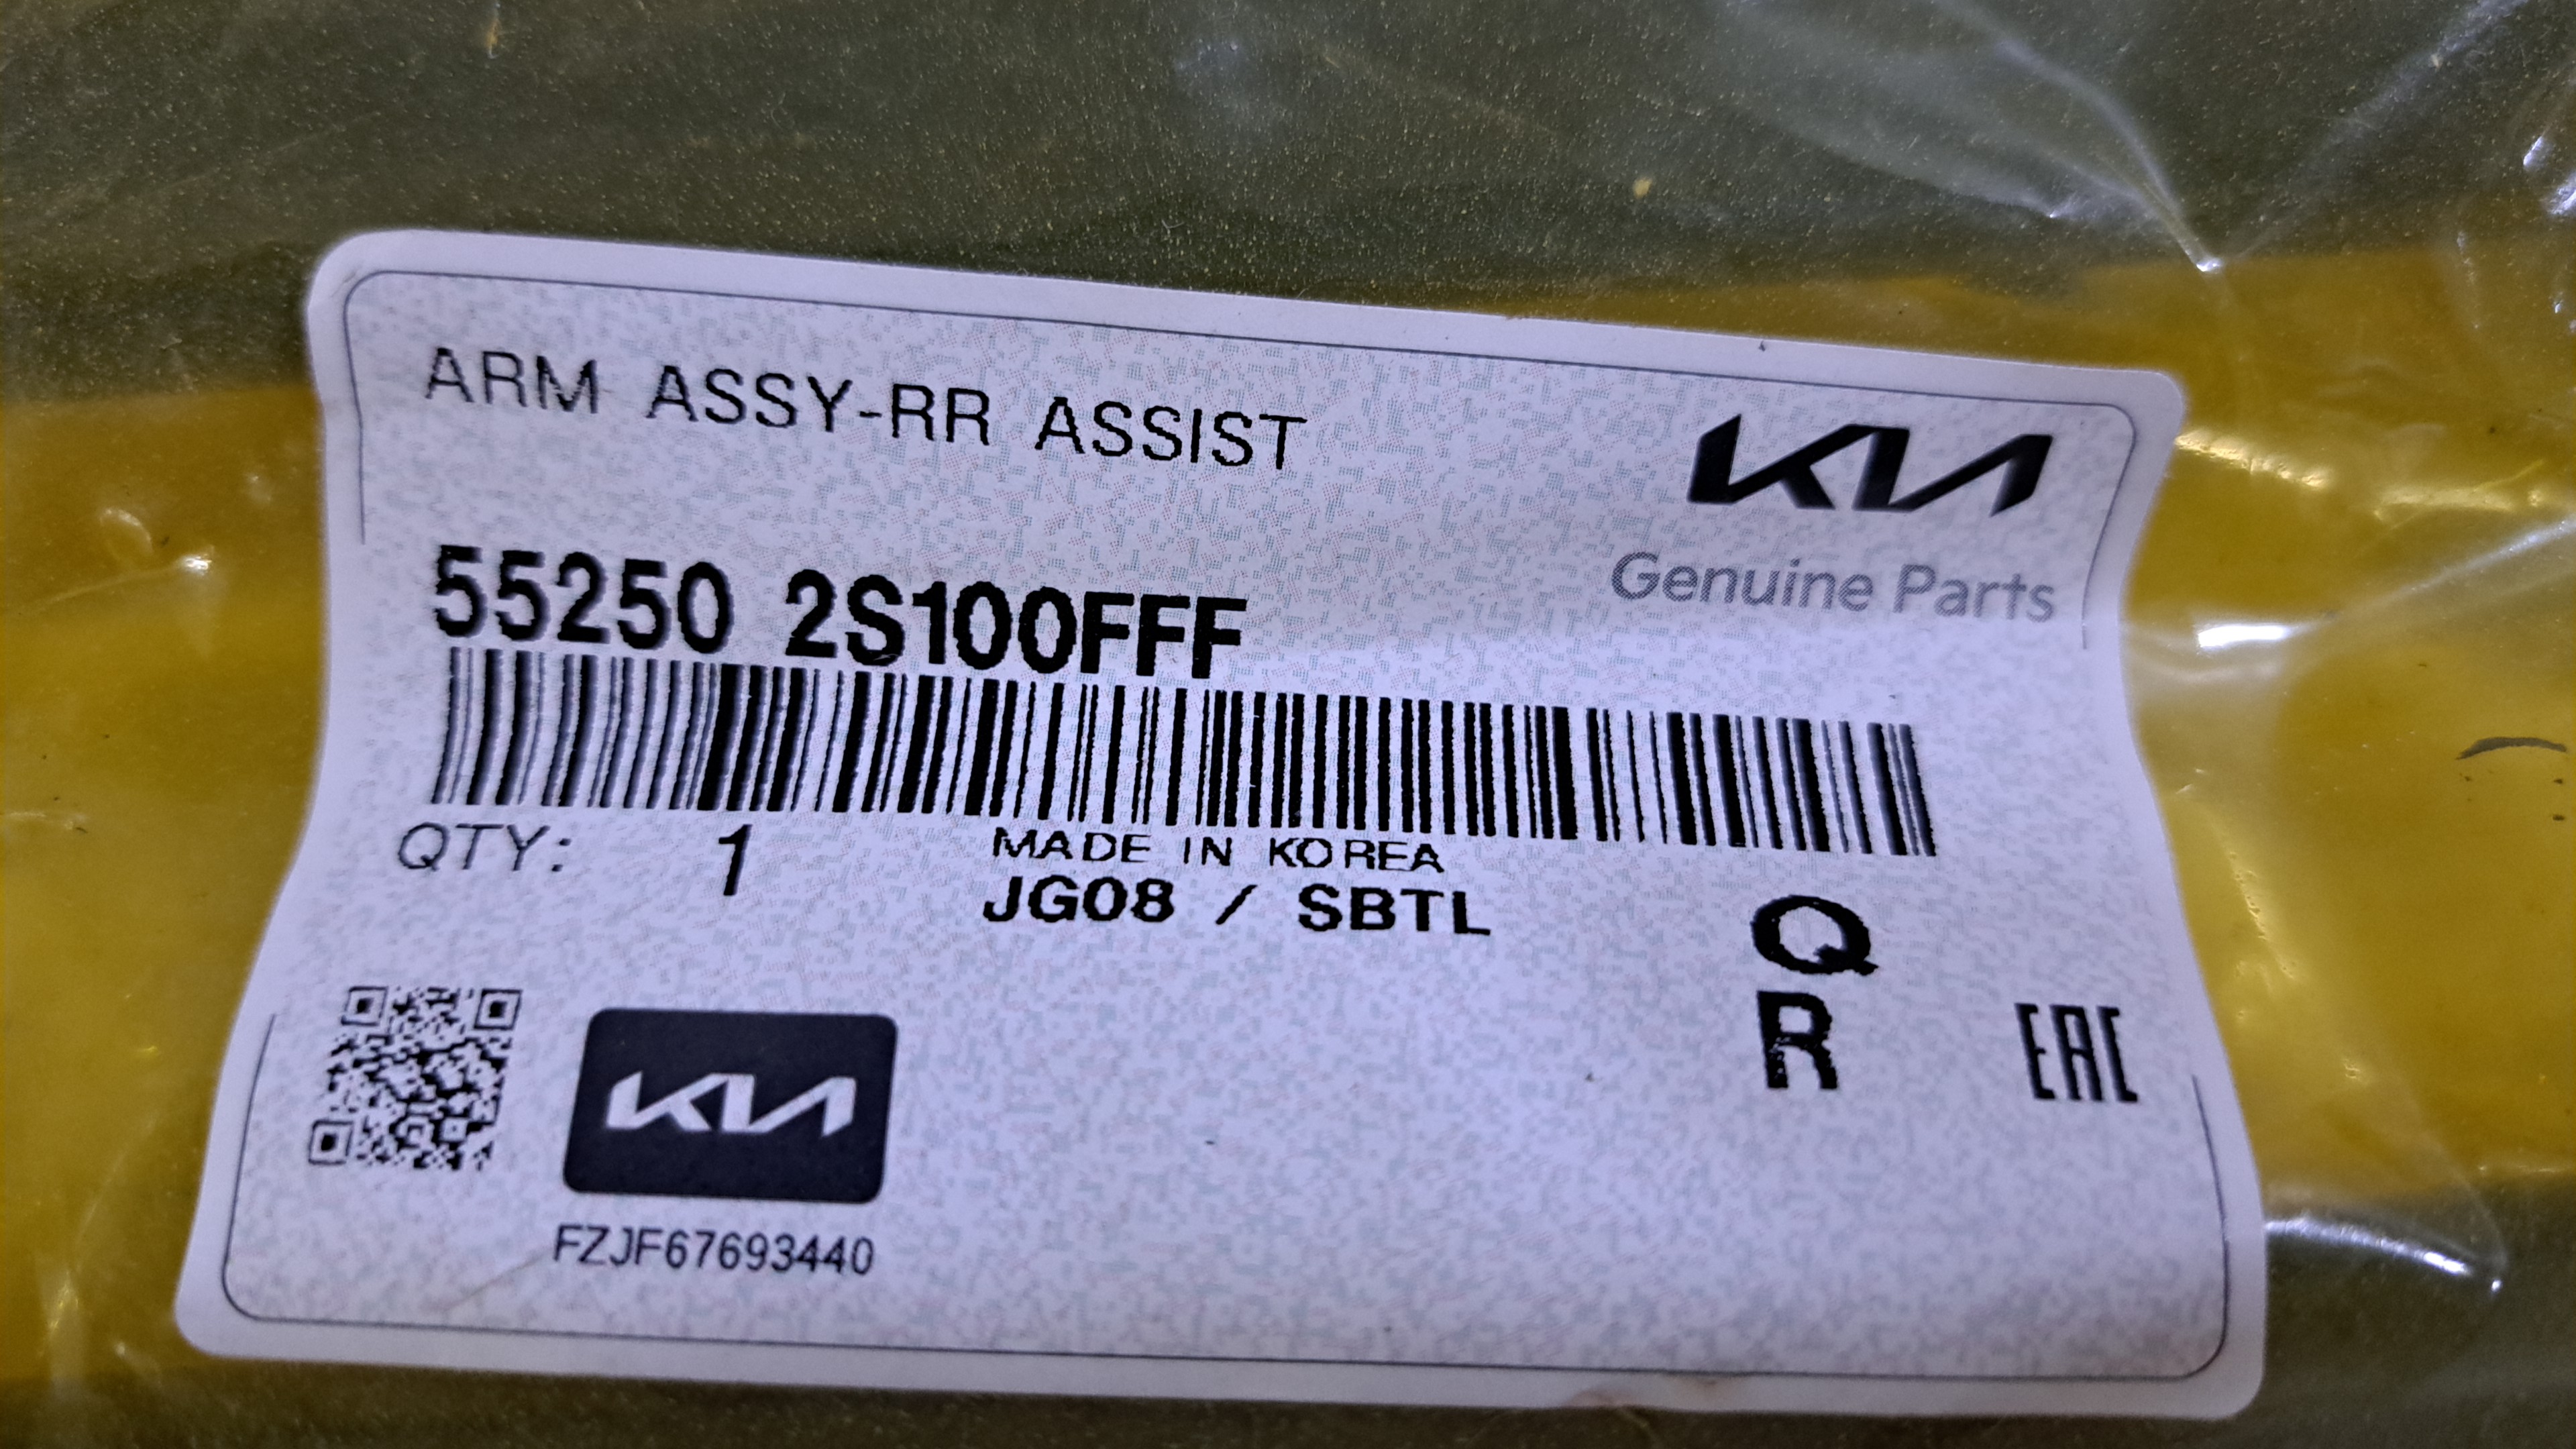 ARM ASSY-RR ASSIST
KIA
Genuine Parts
55250 2S100FFF
QTY: 1
MADE IN KOREA
JG08 / SBTL
Q
R
EAC
KIA
FZJF67693440